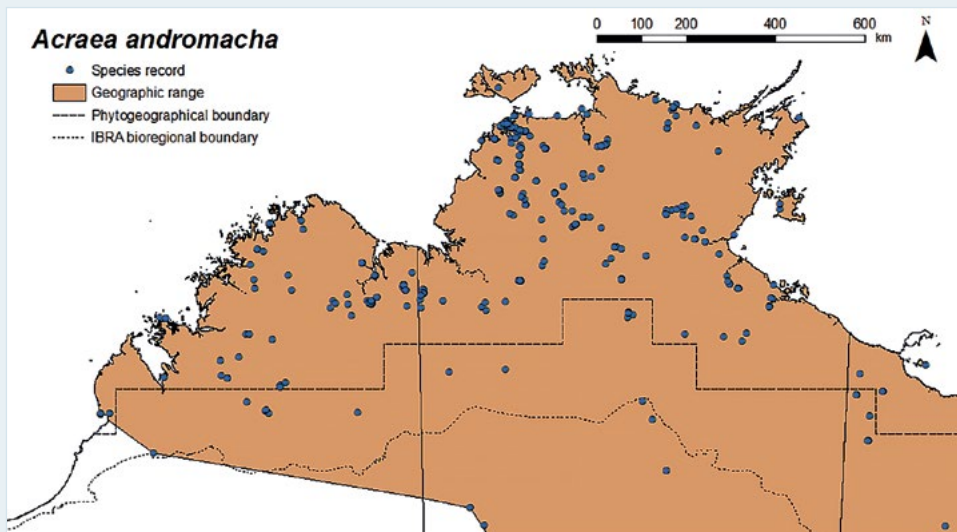 Acraea andromacha
Species record
Geographic range
Phytogeographical boundary
IBRA bioregional boundary
0 100 200 400 600
km
N